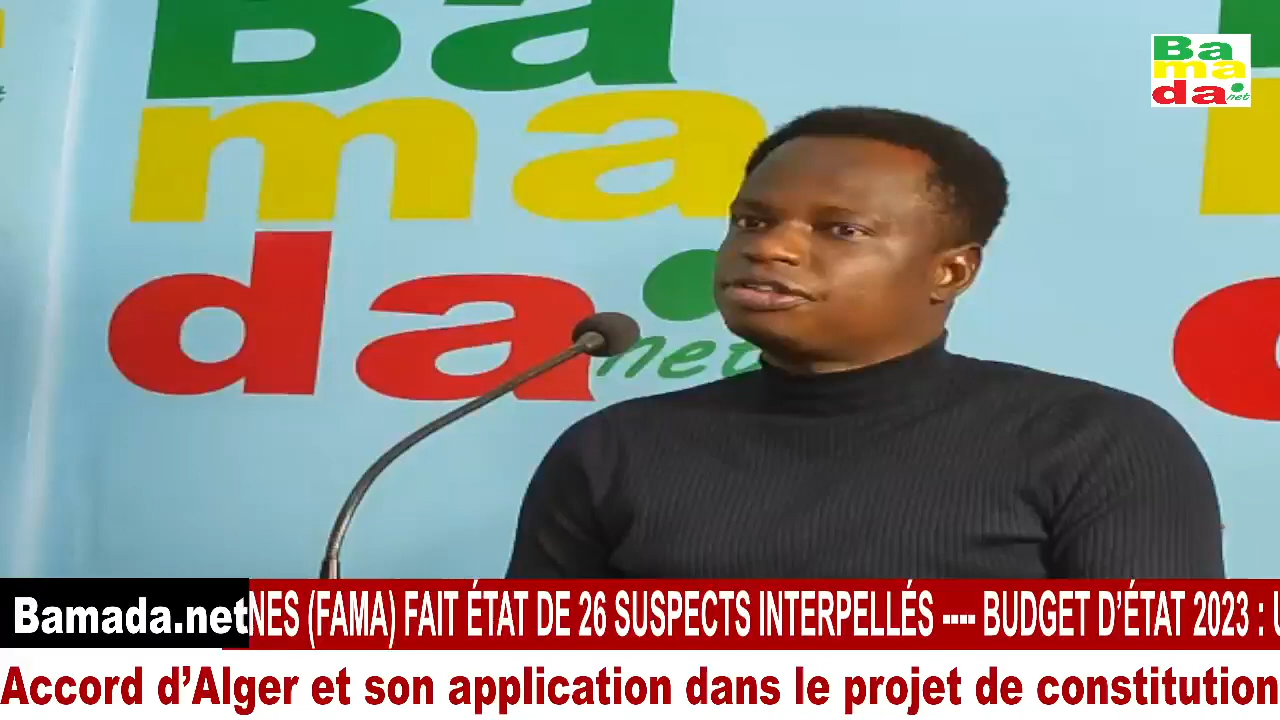 Ba
ma
da.net
Ba
ma
da.net
Bamada.net
NES (FAMA) FAIT ÉTAT DE 26 SUSPECTS INTERPELLÉS ---- BUDGET D’ÉTAT 2023 :
Accord d’Alger et son application dans le projet de constitution